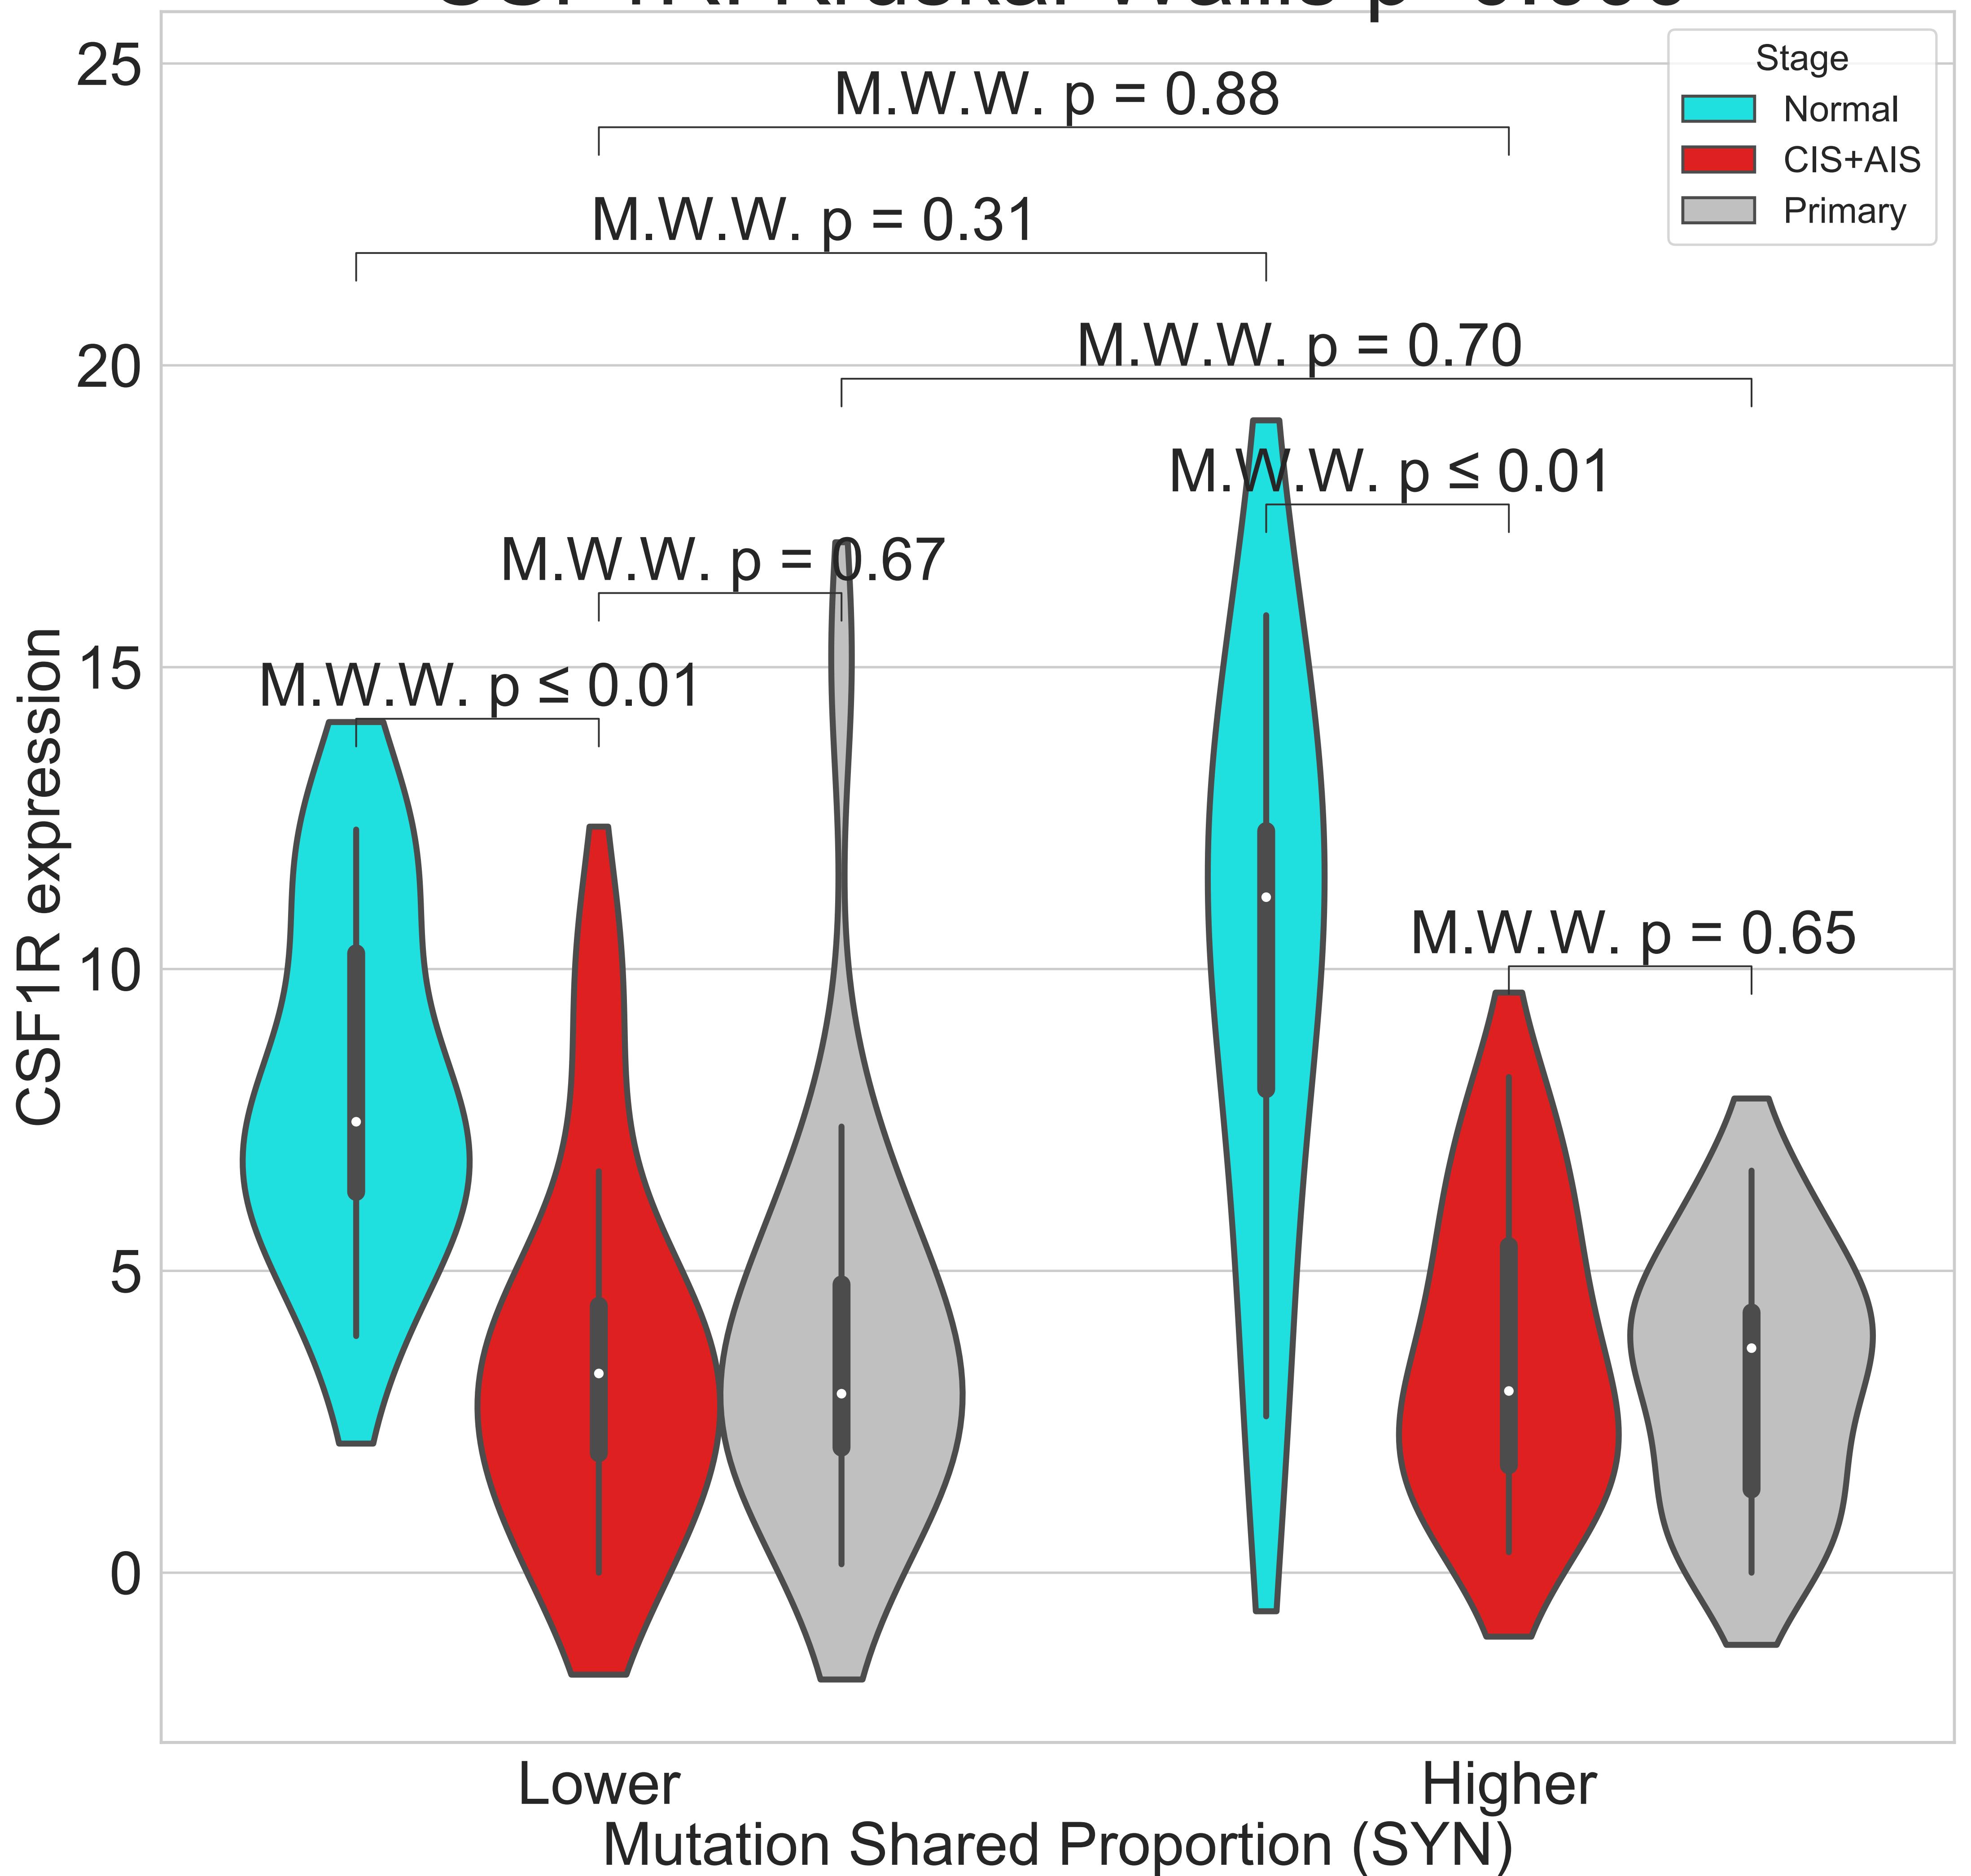 25
20
15
10
5
0
CSF1R expression
M.W.W. p = 0.88
M.W.W. p = 0.31
M.W.W. p = 0.70
M.W.W. p ≤ 0.01
M.W.W. p = 0.67
M.W.W. p ≤ 0.01
M.W.W. p = 0.65
Stage
Normal
CIS+AIS
Primary
Lower
Higher
Mutation Shared Proportion (SYN)